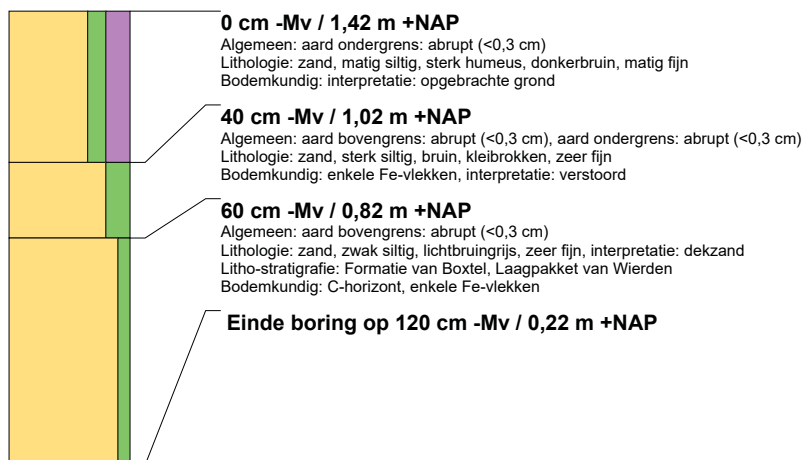 0 cm -Mv / 1,42 m +NAP
Algemeen: aard ondergrens: abrupt (<0,3 cm)
Lithologie: zand, matig siltig, sterk humeus, donkerbruin, matig fijn
Bodemkundig: interpretatie: opgebrachte grond
40 cm -Mv / 1,02 m +NAP
Algemeen: aard bovengrens: abrupt (<0,3 cm), aard ondergrens: abrupt (<0,3 cm)
Lithologie: zand, sterk siltig, bruin, kleibrokken, zeer fijn
Bodemkundig: enkele Fe-vlekken, interpretatie: verstoord
60 cm -Mv / 0,82 m +NAP
Algemeen: aard bovengrens: abrupt (<0,3 cm)
Lithologie: zand, zwak siltig, lichtbruingrijs, zeer fijn, interpretatie: dekzand
Litho-stratigrafie: Formatie van Boxtel, Laagpakket van Wierden
Bodemkundig: C-horizont, enkele Fe-vlekken
Einde boring op 120 cm -Mv / 0,22 m +NAP